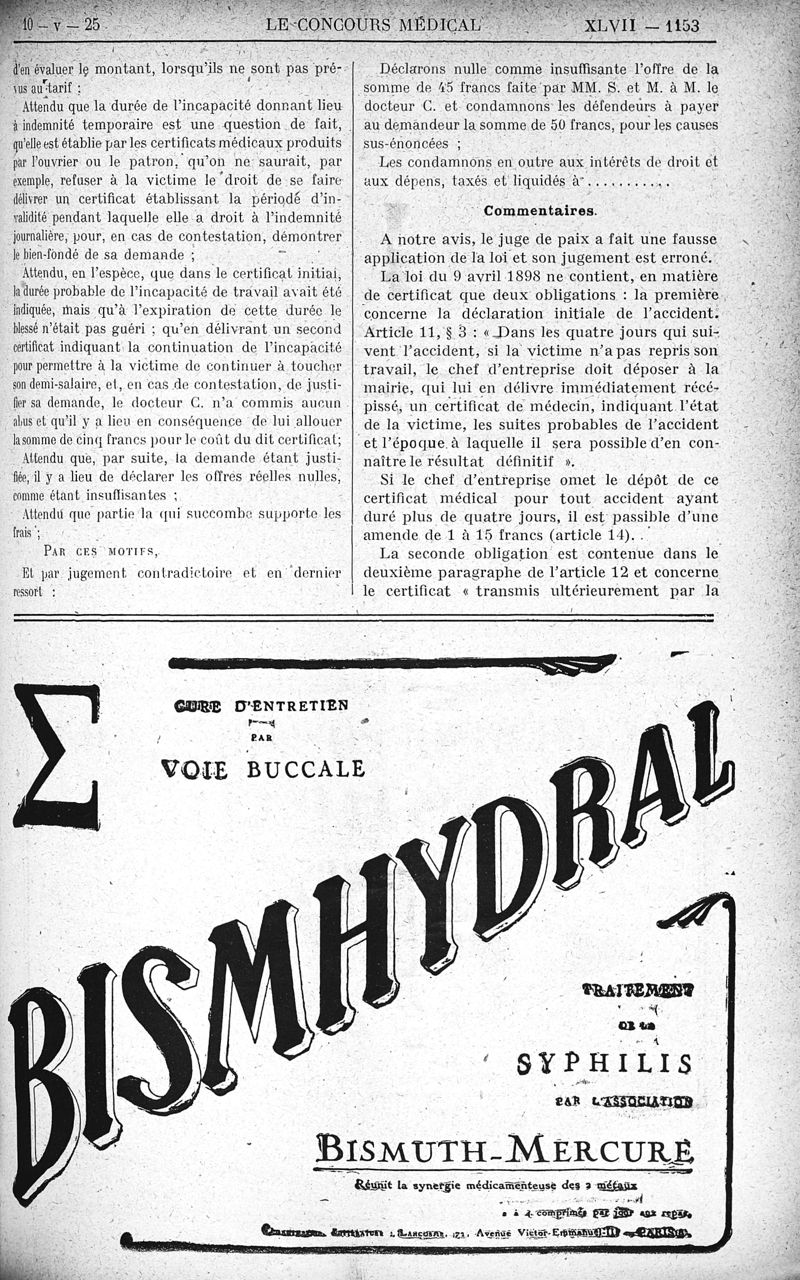 10 — v — 25
LE CONCOURS MÉDICAL
XLVII — 1153
d'en évaluer le montant, lorsqu'ils ne sont pas pré-
vus au tarif ;
Attendu que la durée de l'incapacité donnant lieu
à indemnité temporaire est une question de fait,
qu'elle est établie par les certificats médicaux produits
par l'ouvrier ou le patron, qu'on ne saurait, par
exemple, refuser à la victime le droit de se faire
délivrer un certificat établissant la période d'in-
validité pendant laquelle elle a droit à l'indemnité
journalière, pour, en cas de contestation, démontrer
le bien-fondé de sa demande ;
Attendu, en l'espèce, que dans le certificat initial,
la durée probable de l'incapacité de travail avait été
indiquée, mais qu'à l'expiration de cette durée le
blessé n'était pas guéri ; qu'en délivrant un second
certificat indiquant la continuation de l'incapacité
pour permettre à la victime de continuer à toucher
son demi-salaire, et, en cas de contestation, de justi-
fier sa demande, le docteur C. n'a commis aucun
abus et qu'il y a lieu en conséquence de lui allouer
la somme de cinq francs pour le coût du dit certificat;
Attendu que, par suite, la demande étant justi-
fiée, il y a lieu de déclarer les offres réelles nulles,
comme étant insuffisantes ;
Attendu que partie la qui succombe supporte les
frais ;
PAR CES MOTIFS,
Et par jugement contradictoire et en dernier
ressort :
Déclarons nulle comme insuffisante l'offre de la
somme de 45 francs faite par MM. S. et M. à M. le
docteur C. et condamnons les défendeurs à payer
au demandeur la somme de 50 francs, pour les causes
sus-énoncées ;
Les condamnons en outre aux intérêts de droit et
aux dépens, taxés et liquidés à ...........
Commentaires.
A notre avis, le juge de paix a fait une fausse
application de la loi et son jugement est erroné.
La loi du 9 avril 1898 ne contient, en matière
de certificat que deux obligations : la première
concerne la déclaration initiale de l'accident.
Article 11, § 3 : « Dans les quatre jours qui sui-
vent l'accident, si la victime n'a pas repris son
travail, le chef d'entreprise doit déposer à la
mairie, qui lui en délivre immédiatement récé-
pissé, un certificat de médecin, indiquant l'état
de la victime, les suites probables de l'accident
et l'époque à laquelle il sera possible d'en con-
naître le résultat définitif ».
Si le chef d'entreprise omet le dépôt de ce
certificat médical pour tout accident ayant
duré plus de quatre jours, il est passible d'une
amende de 1 à 15 francs (article 14).
La seconde obligation est contenue dans le
deuxième paragraphe de l'article 12 et concerne
le certificat « transmis ultérieurement par la
Σ
CURE D'ENTRETIEN
PAR
VOIE BUCCALE
BISMHYDRAL
TRAITEMENT
DE LA
SYPHILIS
PAR L'ASSOCIATION
BISMUTH-MERCURE
Réunit la synergie médicamenteuse des 2 métaux
à 4 comprimés par jour aux repas.
Avenue Victor-Emmanuel-III — PARIS